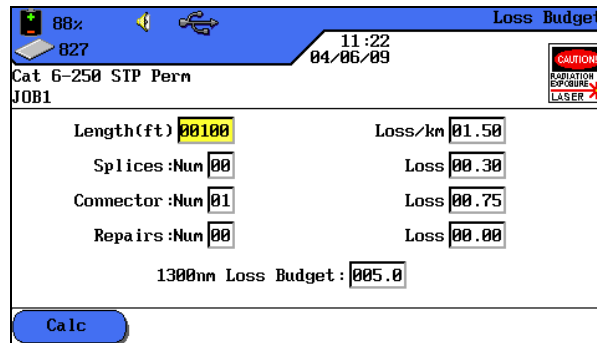 88% Loss Budget
827 11:22
04/06/09
Cat 6-250 STP Perm
JOB1
CAUTION!
RADIATION
EXPOSURE
LASER
Length(ft) 00100 Loss/km 01.50
Splices:Num 00 Loss 00.30
Connector:Num 01 Loss 00.75
Repairs:Num 00 Loss 00.00
1300nm Loss Budget: 005.0
Calc